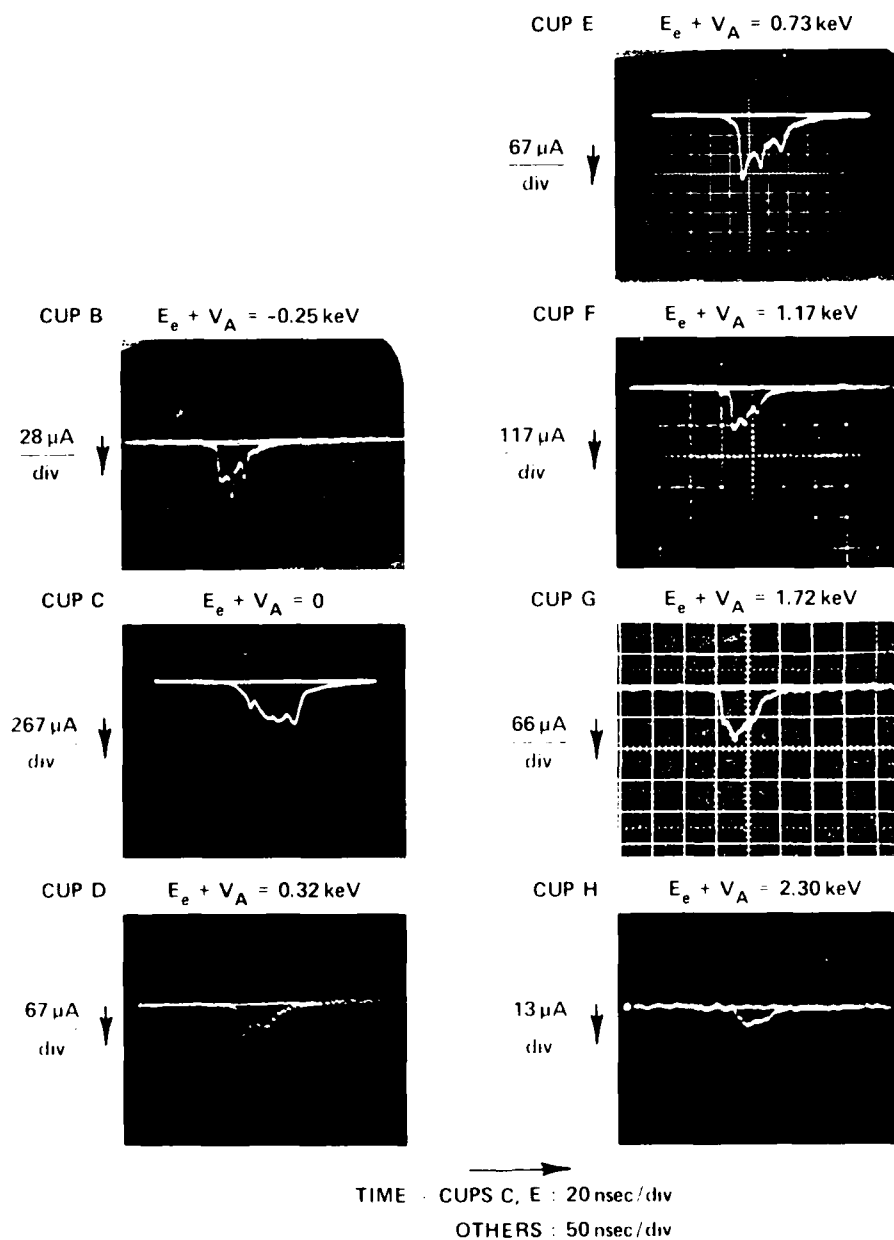 CUP E E_e + V_A = 0.73 keV
67 µA
div
CUP B E_e + V_A = -0.25 keV
28 µA
div
CUP F E_e + V_A = 1.17 keV
117 µA
div
CUP C E_e + V_A = 0
267 µA
div
CUP G E_e + V_A = 1.72 keV
66 µA
div
CUP D E_e + V_A = 0.32 keV
67 µA
div
CUP H E_e + V_A = 2.30 keV
13 µA
div
TIME - CUPS C, E : 20 nsec/div
OTHERS : 50 nsec/div